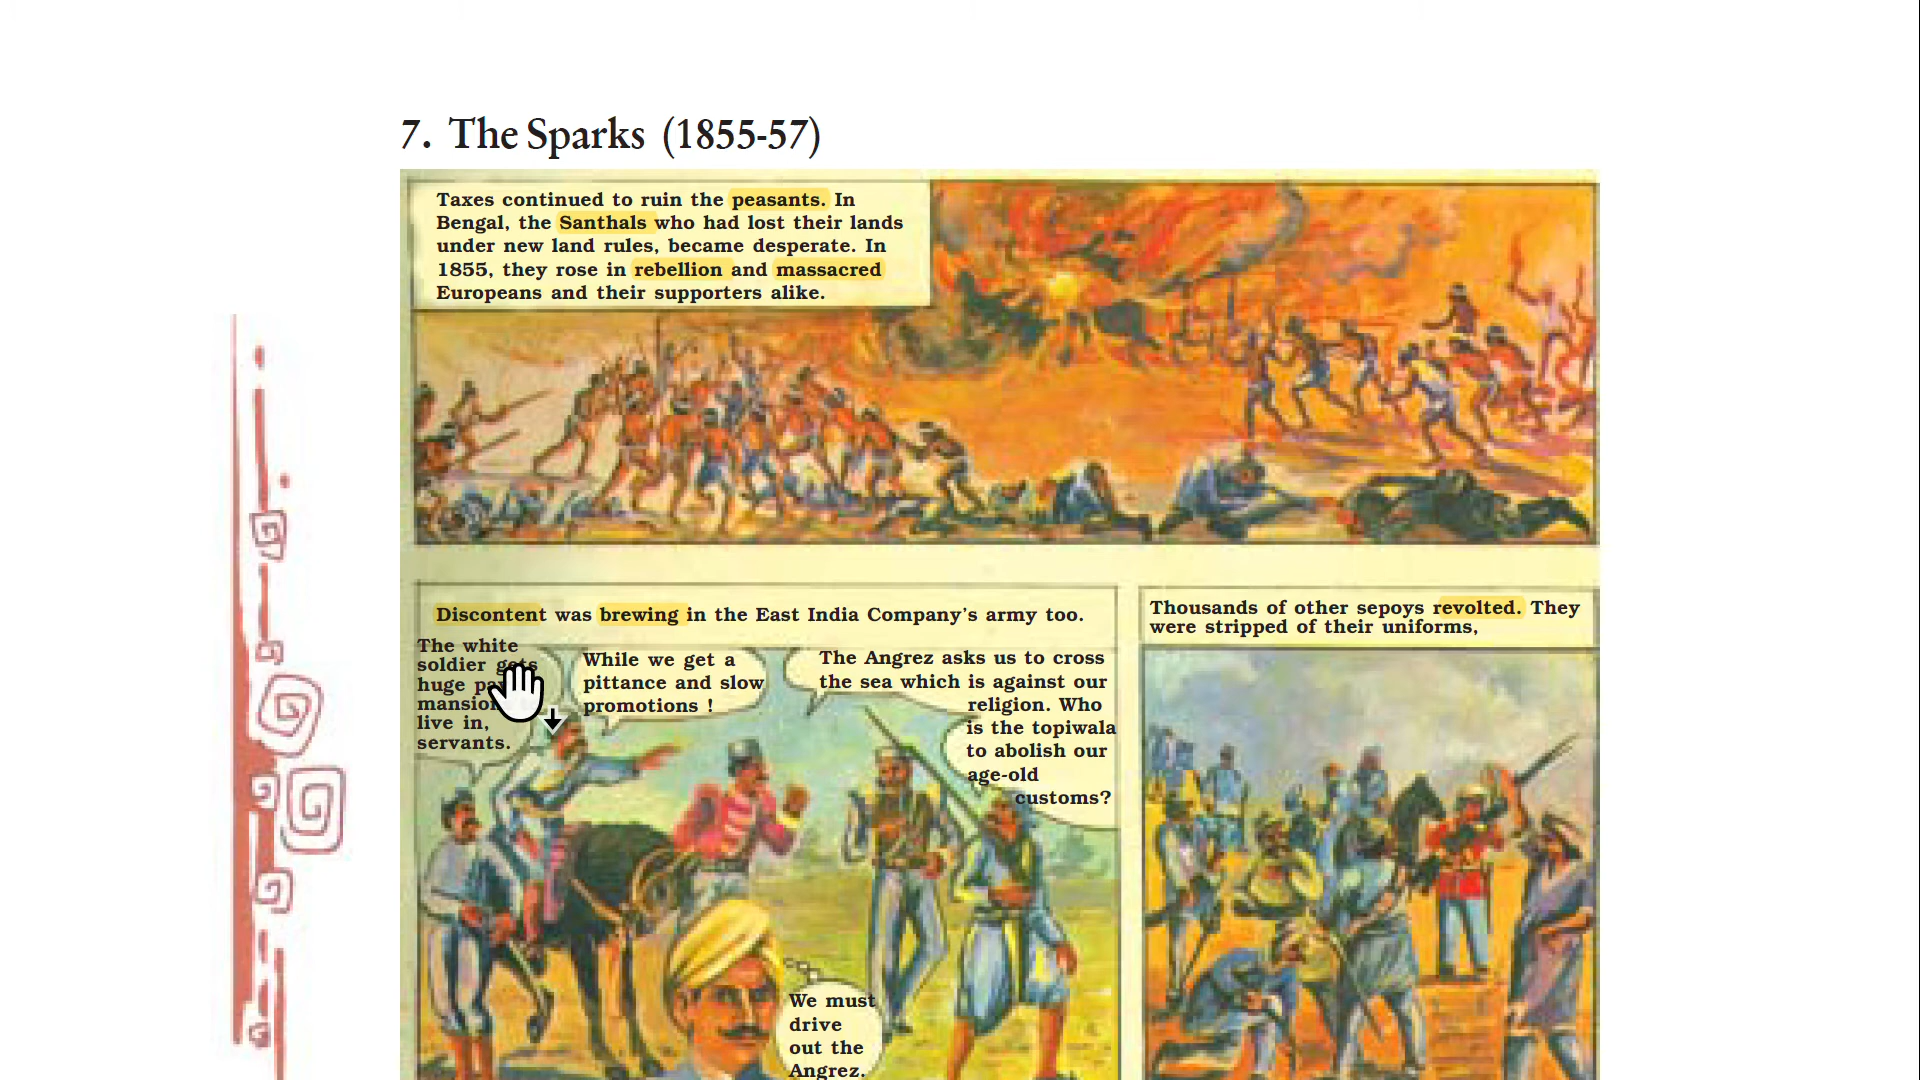 7. The Sparks (1855-57)
Taxes continued to ruin the peasants. In
Bengal, the Santhals who had lost their lands
under new land rules, became desperate. In
1855, they rose in rebellion and massacred
Europeans and their supporters alike.
Discontent was brewing in the East India Company's army too.
The white
soldier gets
huge
live in,
servants.
While we get a
pittance and slow
promotions !
The Angrez asks us to cross
the sea which is against our
religion. Who
is the topiwala
to abolish our
age-old
customs?
We must
drive
out the
Angrez.
Thousands of other sepoys revolted. They
were stripped of their uniforms,